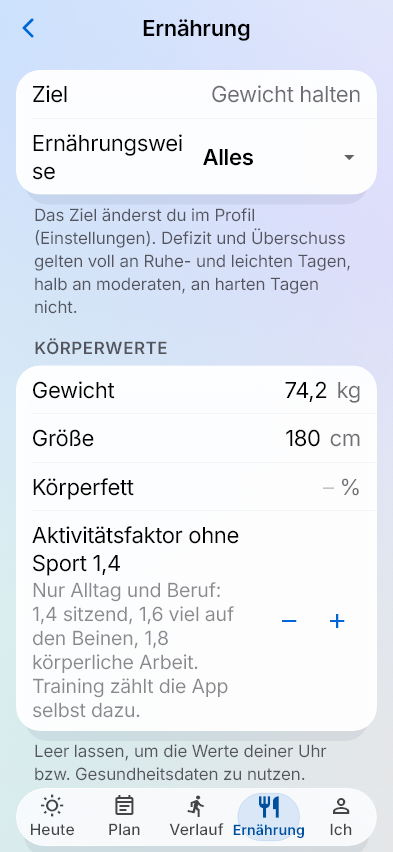 Ernährung
Ziel Gewicht halten
Ernährungswei
se
Alles
Das Ziel änderst du im Profil
(Einstellungen). Defizit und Überschuss
gelten voll an Ruhe- und leichten Tagen,
halb an moderaten, an harten Tagen
nicht.
KÖRPERWERTE
Gewicht 74,2 kg
Größe 180 cm
Körperfett – %
Aktivitätsfaktor ohne
Sport 1,4
Nur Alltag und Beruf:
1,4 sitzend, 1,6 viel auf
den Beinen, 1,8
körperliche Arbeit.
Training zählt die App
selbst dazu.
− +
Leer lassen, um die Werte deiner Uhr
bzw. Gesundheitsdaten zu nutzen.
Heute Plan Verlauf Ernährung Ich